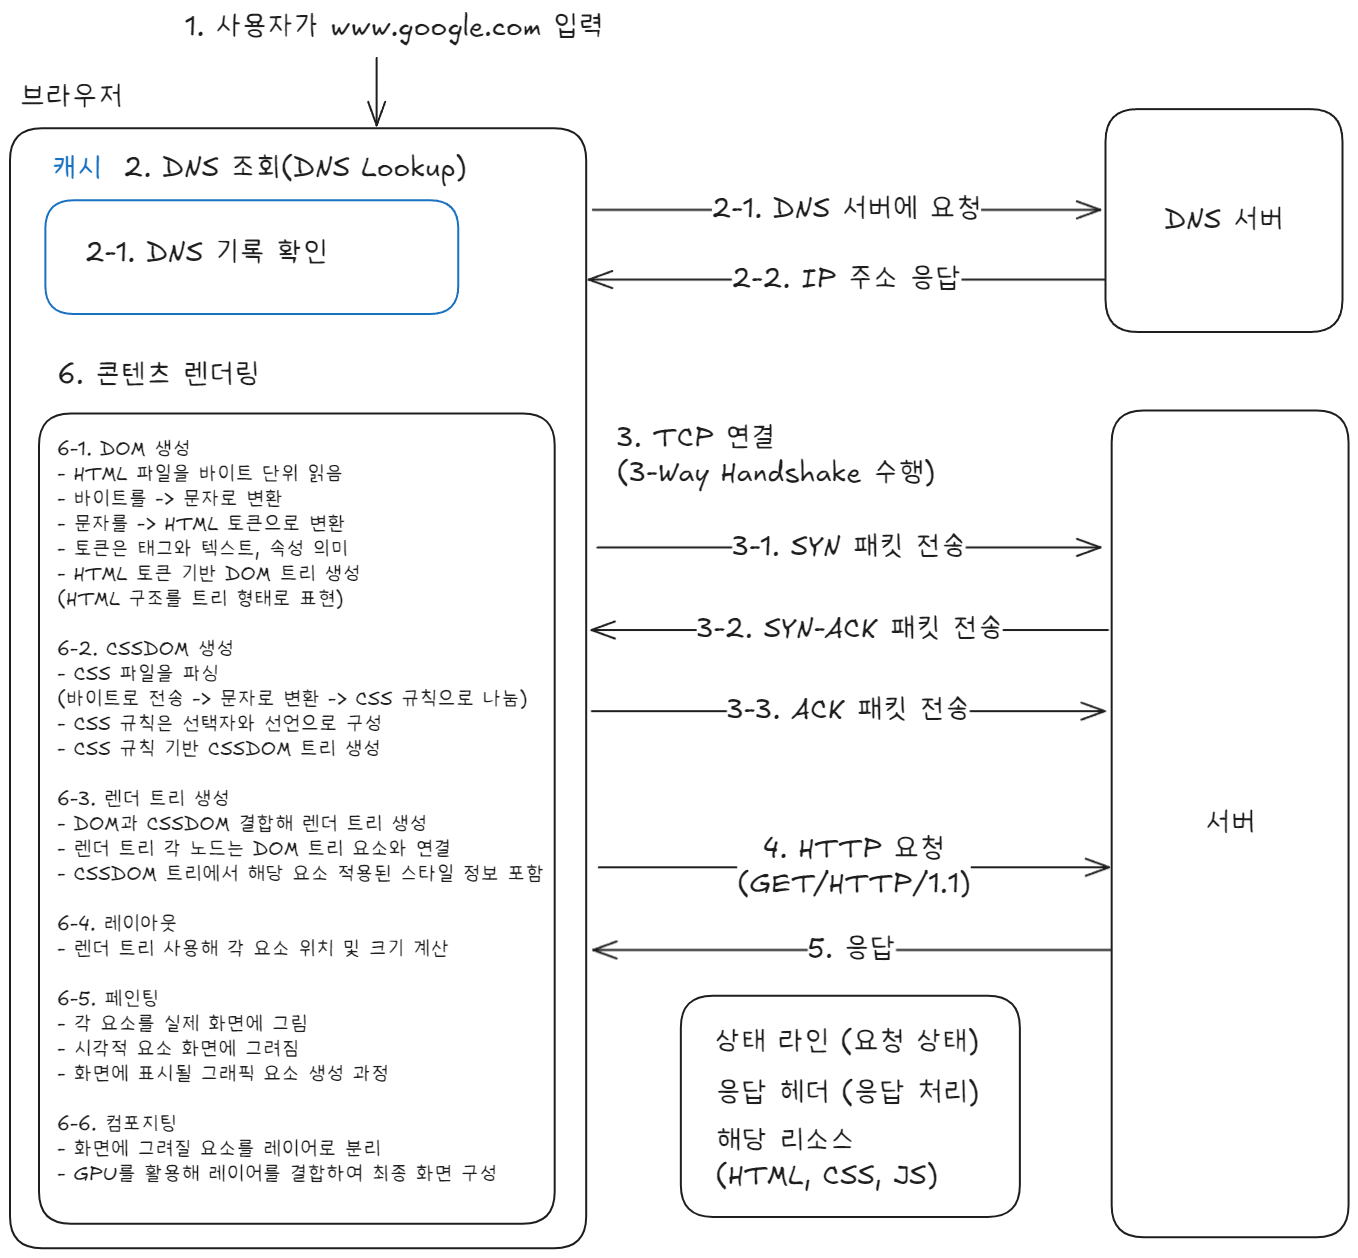 1. 사용자가 www.google.com 입력
브라우저
캐시 2. DNS 조회(DNS Lookup)
2-1. DNS 기록 확인
2-1. DNS 서버에 요청
2-2. IP 주소 응답
DNS 서버
6. 콘텐츠 렌더링
6-1. DOM 생성
- HTML 파일을 바이트 단위 읽음
- 바이트를 -> 문자로 변환
- 문자를 -> HTML 토큰으로 변환
- 토큰은 태그와 텍스트, 속성 의미
- HTML 토큰 기반 DOM 트리 생성
(HTML 구조를 트리 형태로 표현)
6-2. CSSDOM 생성
- CSS 파일을 파싱
(바이트로 전송 -> 문자로 변환 -> CSS 규칙으로 나눔)
- CSS 규칙은 선택자와 선언으로 구성
- CSS 규칙 기반 CSSDOM 트리 생성
6-3. 렌더 트리 생성
- DOM과 CSSDOM 결합해 렌더 트리 생성
- 렌더 트리 각 노드는 DOM 트리 요소와 연결
- CSSDOM 트리에서 해당 요소 적용된 스타일 정보 포함
6-4. 레이아웃
- 렌더 트리 사용해 각 요소 위치 및 크기 계산
6-5. 페인팅
- 각 요소를 실제 화면에 그림
- 시각적 요소 화면에 그려짐
- 화면에 표시될 그래픽 요소 생성 과정
6-6. 컴포지팅
- 화면에 그려질 요소를 레이어로 분리
- GPU를 활용해 레이어를 결합하여 최종 화면 구성
3. TCP 연결
(3-Way Handshake 수행)
3-1. SYN 패킷 전송
3-2. SYN-ACK 패킷 전송
3-3. ACK 패킷 전송
4. HTTP 요청
(GET/HTTP/1.1)
5. 응답
상태 라인 (요청 상태)
응답 헤더 (응답 처리)
해당 리소스
(HTML, CSS, JS)
서버